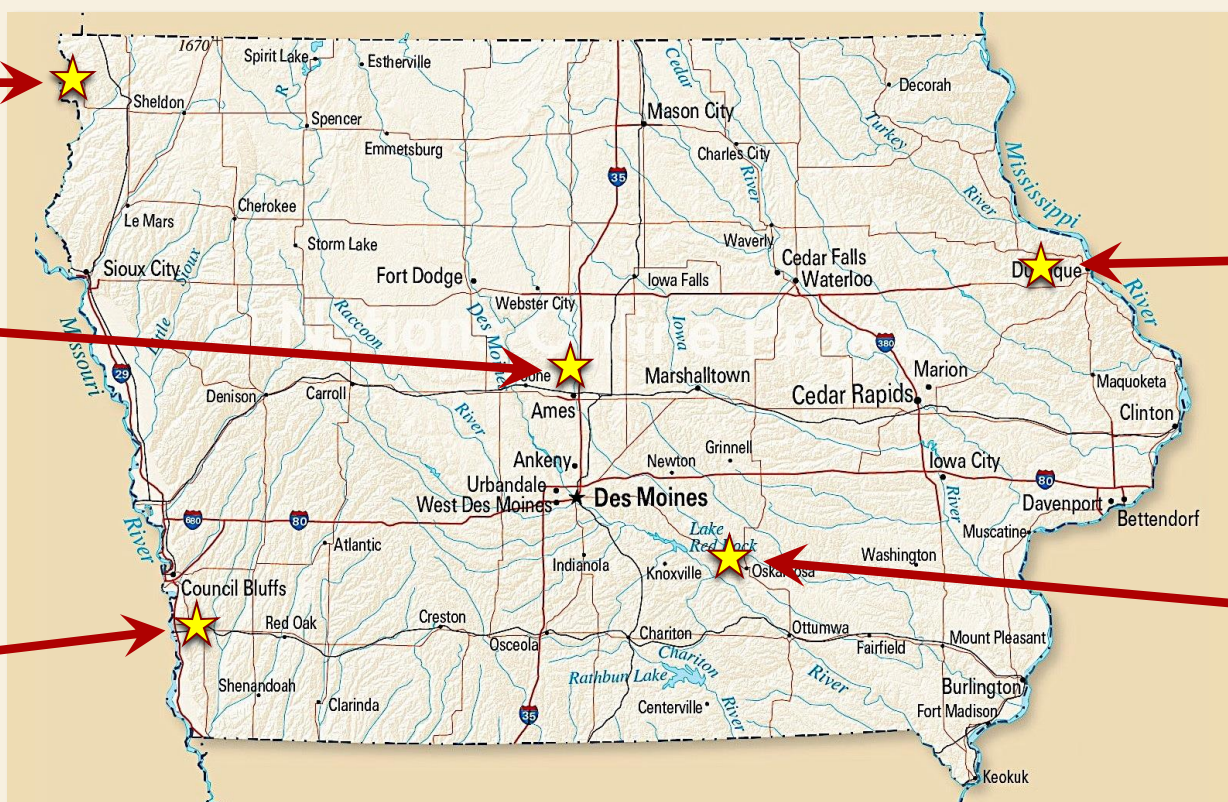 1670
Spirit Lake
Estherville
Cedar
R
Decorah
Sheldon
Spencer
Mason City
Emmetsburg
Turkey
Charles City
35
River
Mississippi
River
Le Mars
Cherokee
Storm Lake
Waverly
Cedar Falls
Sioux City
Sioux
Fort Dodge
Iowa Falls
Waterloo
Webster City
River
Missouri
Raccoon
Iowa
380
29
Marion
Marshalltown
Maquoketa
Denison
Carroll
Cedar Rapids
River
Ames
Clinton
Grinnell
Ankeny
Newton
Iowa City
80
Urbandale
West Des Moines
Des Moines
River
Davenport
Bettendorf
680
80
River
Lake
Muscatine
Atlantic
Indianola
Knoxville
Washington
Council Bluffs
Red Oak
Creston
Osceola
Chariton
Ottumwa
Fairfield
Mount Pleasant
Chariton
Rathbun Lake
River
Shenandoah
Clarinda
35
Centerville
River
Burlington
Fort Madison
Keokuk